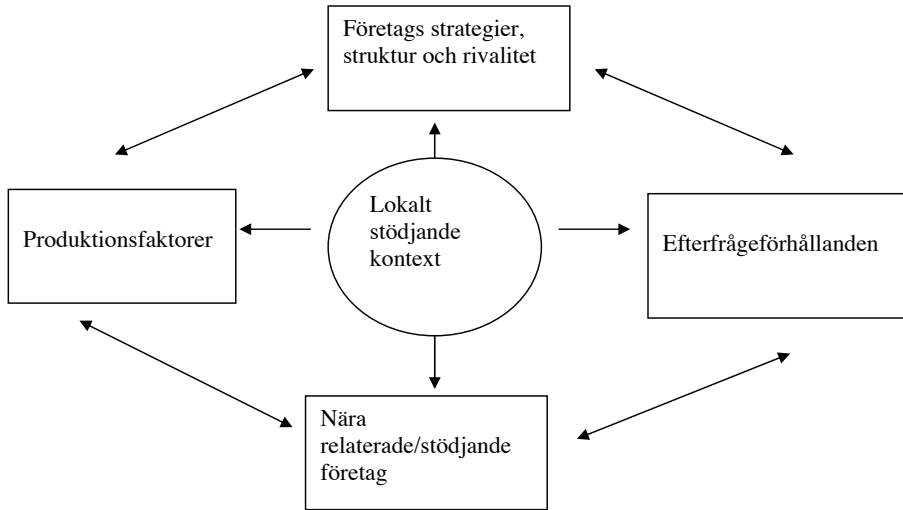 Företags strategier,
struktur och rivalitet
Lokalt
stödjande
kontext
Produktionsfaktorer
Efterfrågeförhållanden
Nära
relaterade/stödjande
företag